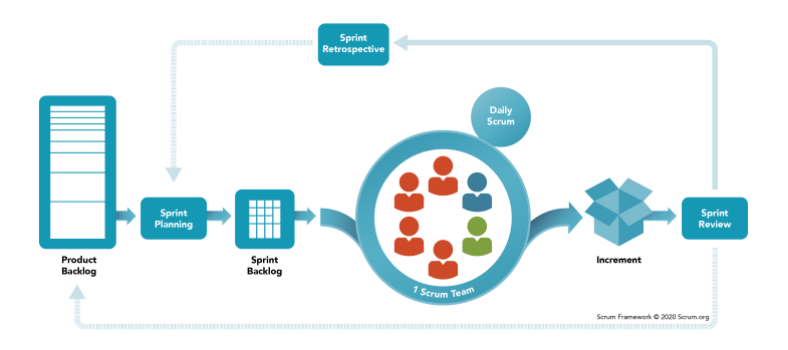 Sprint
Retrospective
Daily
Scrum
Sprint
Planning
Sprint
Review
Product
Backlog
Sprint
Backlog
Increment
1 Scrum Team
Scrum Framework © 2020 Scrum.org